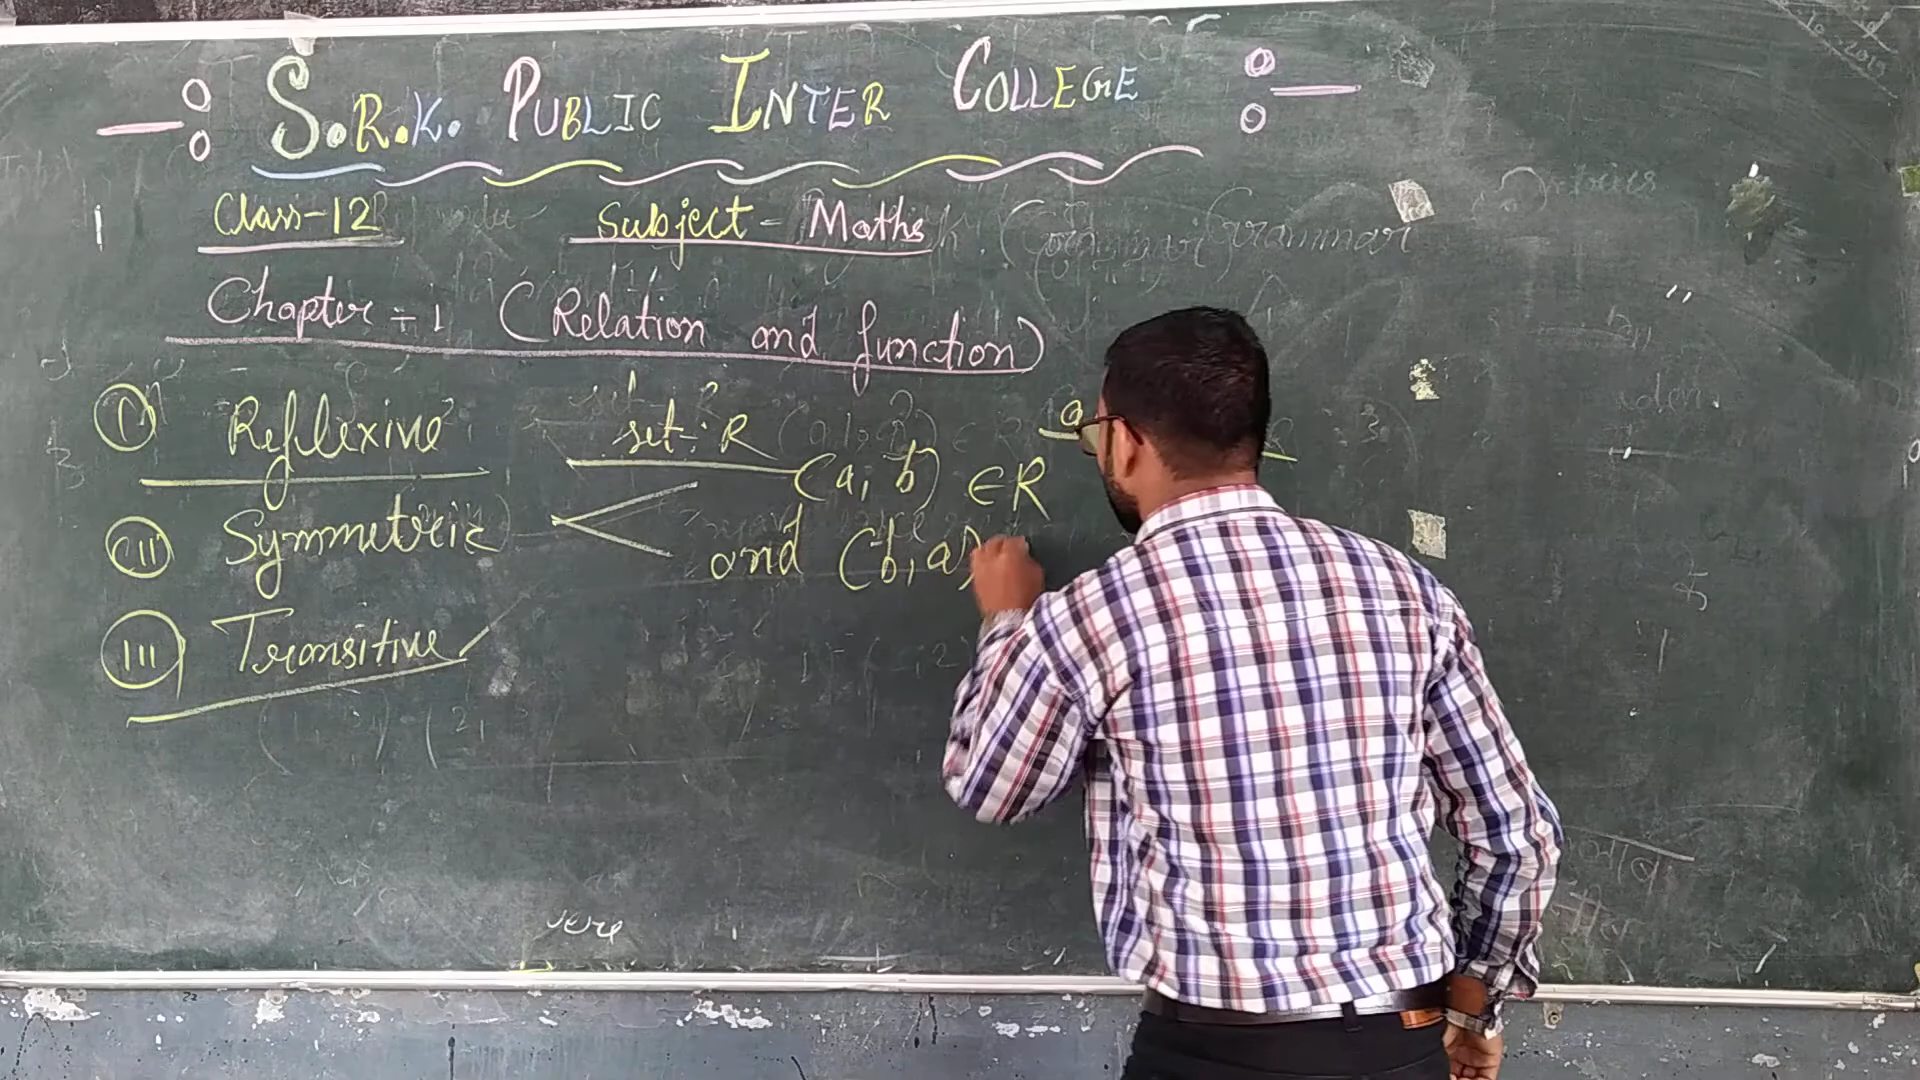 S.R.K. PUBLIC INTER COLLEGE
Class-12 Subject - Maths
Chapter - 1 (Relation and function)
(I) Reflexive set-: R
(a, b) ∈ R
(II) Symmetric
and (b, a)
(III) Transitive